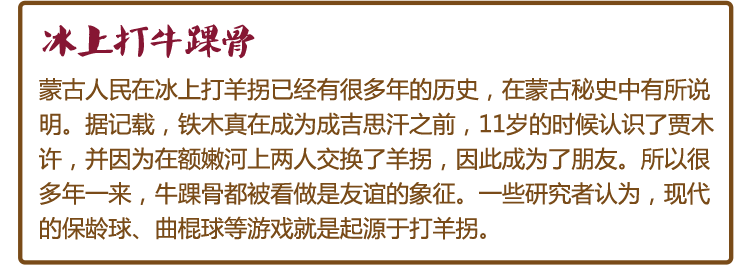 冰上打牛踝骨
蒙古人民在冰上打羊拐已经有很多年的历史，在蒙古秘史中有所说
明。据记载，铁木真在成为成吉思汗之前，11岁的时候认识了贾木
许，并因为在额嫩河上两人交换了羊拐，因此成为了朋友。所以很
多年一来，牛踝骨都被看做是友谊的象征。一些研究者认为，现代
的保龄球、曲棍球等游戏就是起源于打羊拐。